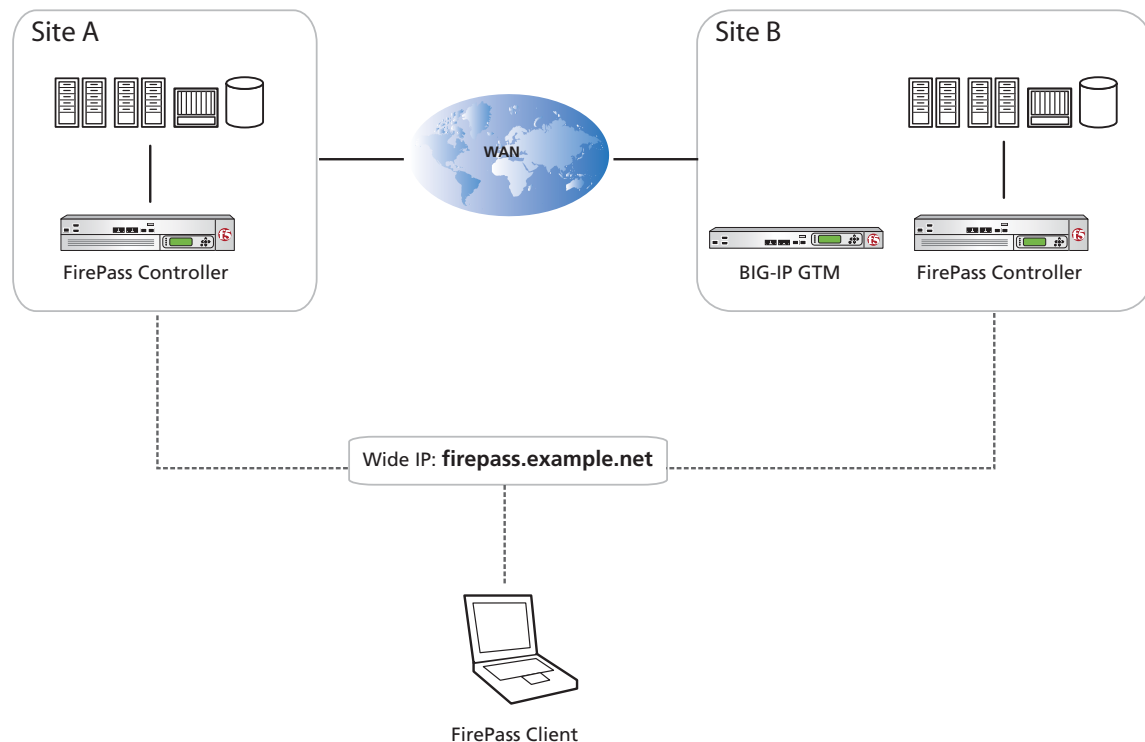 Site A
Site B
WAN
FirePass Controller
BIG-IP GTM
FirePass Controller
Wide IP: firepass.example.net
FirePass Client